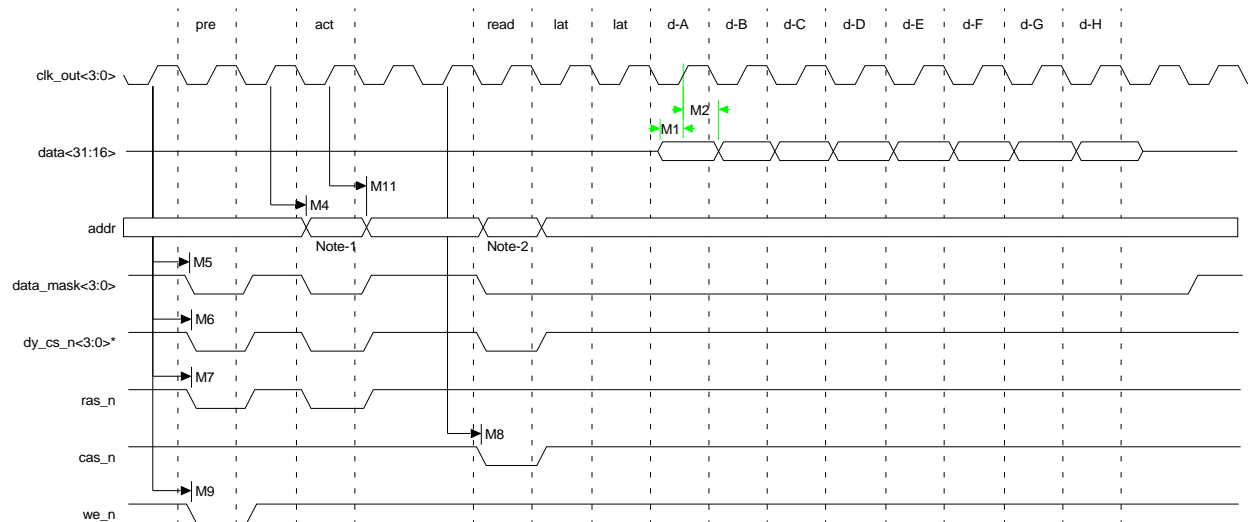 pre act read lat lat d-A d-B d-C d-D d-E d-F d-G d-H
clk_out<3:0>
M2
M1
data<31:16>
M11
M4
addr
Note-1 Note-2
M5
data_mask<3:0>
M6
dy_cs_n<3:0>*
M7
ras_n
M8
cas_n
M9
we_n